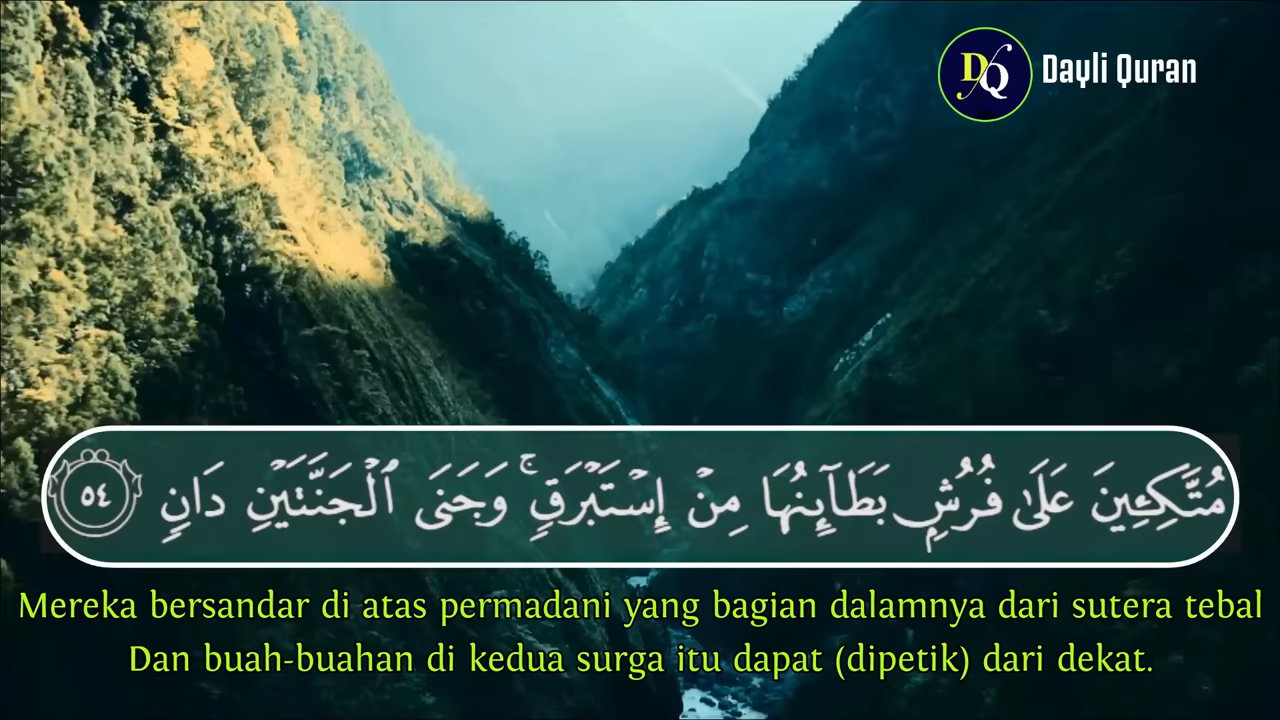 DQ Dayli Quran
مُتَّكِـِٔينَ عَلَىٰ فُرُشٍۭ بَطَآئِنُهَا مِنْ إِسْتَبْرَقٍۢ ۚ وَجَنَى ٱلْجَنَّتَيْنِ دَانٍۢ ٥٤
Mereka bersandar di atas permadani yang bagian dalamnya dari sutera tebal
Dan buah-buahan di kedua surga itu dapat (dipetik) dari dekat.